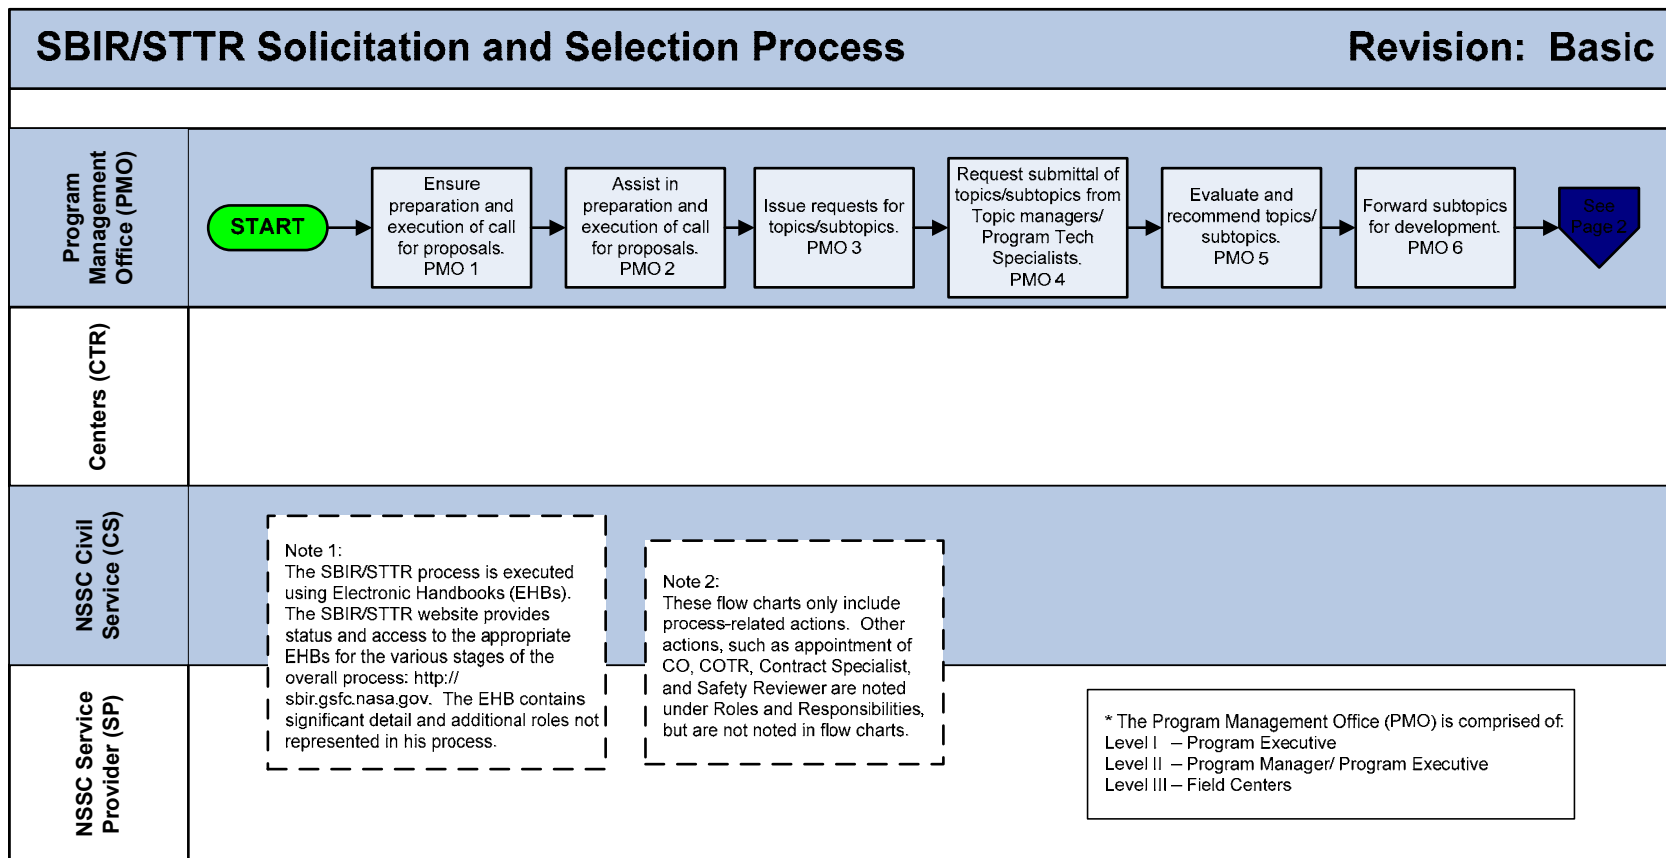 SBIR/STTR Solicitation and Selection Process Revision: Basic
Program
Management
Office (PMO)
START
Ensure
preparation and
execution of call
for proposals.
PMO 1
Assist in
preparation and
execution of call
for proposals.
PMO 2
Issue requests for
topics/subtopics.
PMO 3
Request submittal of
topics/subtopics from
Topic managers/
Program Tech
Specialists.
PMO 4
Evaluate and
recommend topics/
subtopics.
PMO 5
Forward subtopics
for development.
PMO 6
See
Page 2
Centers (CTR)
NSSC Civil
Service (CS)
Note 1:
The SBIR/STTR process is executed
using Electronic Handbooks (EHBs).
The SBIR/STTR website provides
status and access to the appropriate
EHBs for the various stages of the
overall process: http://
sbir.gsfc.nasa.gov. The EHB contains
significant detail and additional roles not
represented in his process.
Note 2:
These flow charts only include
process-related actions. Other
actions, such as appointment of
CO, COTR, Contract Specialist,
and Safety Reviewer are noted
under Roles and Responsibilities,
but are not noted in flow charts.
NSSC Service
Provider (SP)
* The Program Management Office (PMO) is comprised of:
Level I – Program Executive
Level II – Program Manager/ Program Executive
Level III – Field Centers